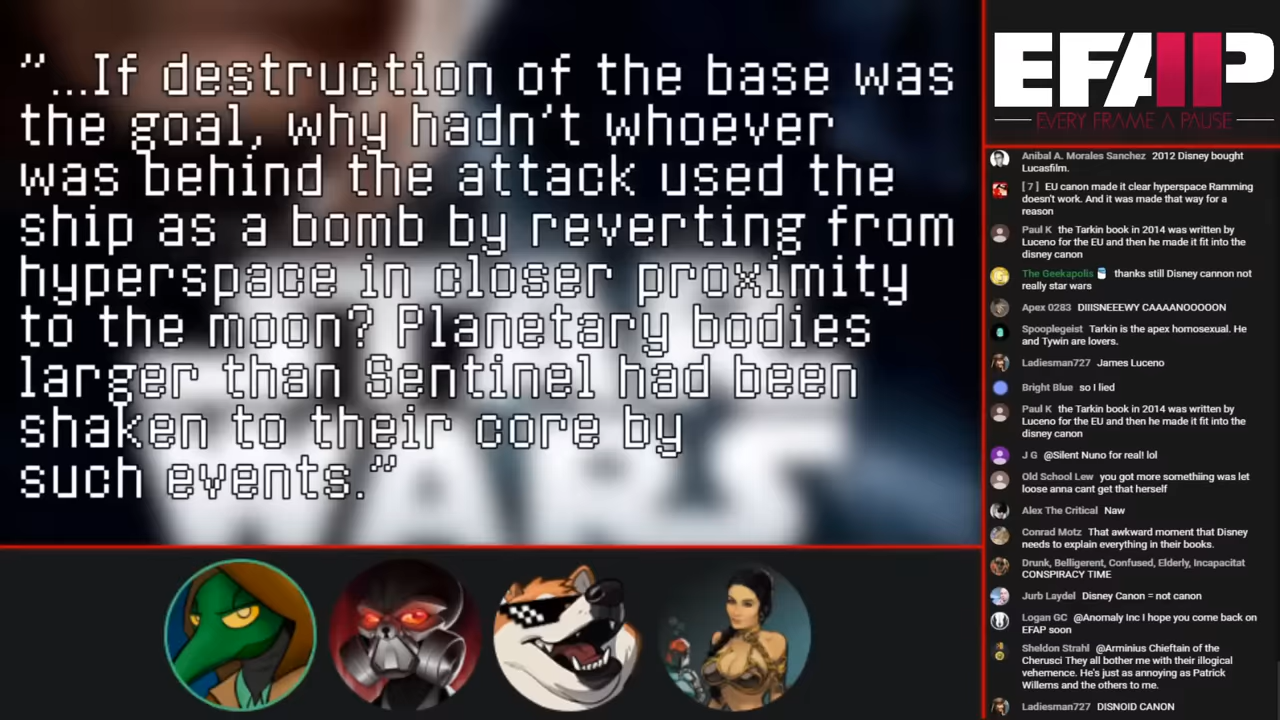 “...If destruction of the base was
the goal, why hadn’t whoever
was behind the attack used the
ship as a bomb by reverting from
hyperspace in closer proximity
to the moon? Planetary bodies
larger than Sentinel had been
shaken to their core by
such events.”
EFAP
EVERY FRAME A PAUSE
Anibal A. Morales Sanchez 2012 Disney bought
Lucasfilm.
[ 7 ] EU canon made it clear hyperspace Ramming
doesn't work. And it was made that way for a
reason
Paul K the Tarkin book in 2014 was written by
Luceno for the EU and then he made it fit into the
disney canon
The Geekapolis thanks still Disney cannon not
really star wars
Apex 0283 DIIISNEEEWY CAAAANOOOOON
Spooplegeist Tarkin is the apex homosexual. He
and Tywin are lovers.
Ladiesman727 James Luceno
Bright Blue so I lied
Paul K the Tarkin book in 2014 was written by
Luceno for the EU and then he made it fit into the
disney canon
J G @Silent Nuno for real! lol
Old School Lew you got more somethiing was let
loose anna cant get that herself
Alex The Critical Naw
Conrad Motz That awkward moment that Disney
needs to explain everything in their books.
Drunk, Belligerent, Confused, Elderly, Incapacitat
CONSPIRACY TIME
Jurb Laydel Disney Canon = not canon
Logan GC @Anornaly Inc I hope you come back on
EFAP soon
Sheldon Strahl @Arminius Chieftain of the
Cherusci They all bother me with their illogical
vehemence. He's just as annoying as Patrick
Willems and the others to me.
Ladiesman727 DISNOID CANON